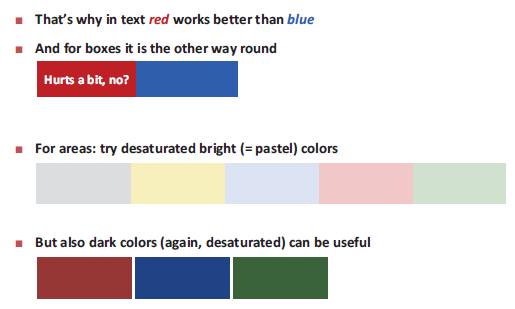 That's why in text red works better than blue
And for boxes it is the other way round
Hurts a bit, no?
For areas: try desaturated bright (= pastel) colors
But also dark colors (again, desaturated) can be useful